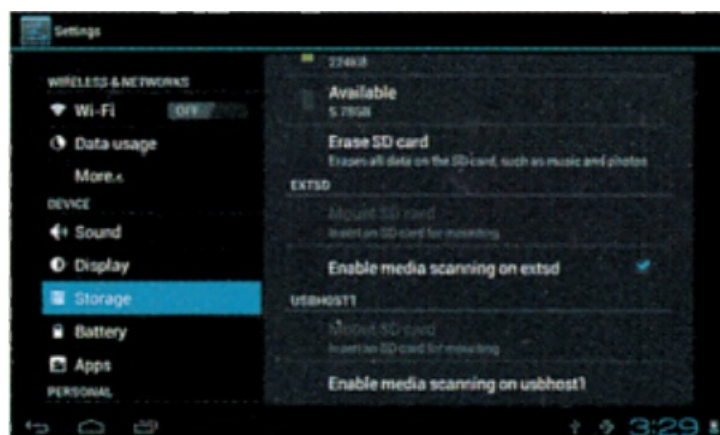 Settings
WIRELESS & NETWORKS
Wi-Fi
OFF
Data usage
More...
DEVICE
Sound
Display
Storage
Battery
Apps
PERSONAL
224KB
Available
5.78GB
Erase SD card
Erases all data on the SD card, such as music and photos
EXTSD
Mount SD card
Insert an SD card for mounting
Enable media scanning on extsd
USBHOST1
Mount SD card
Insert an SD card for mounting
Enable media scanning on usbhost1
3:29